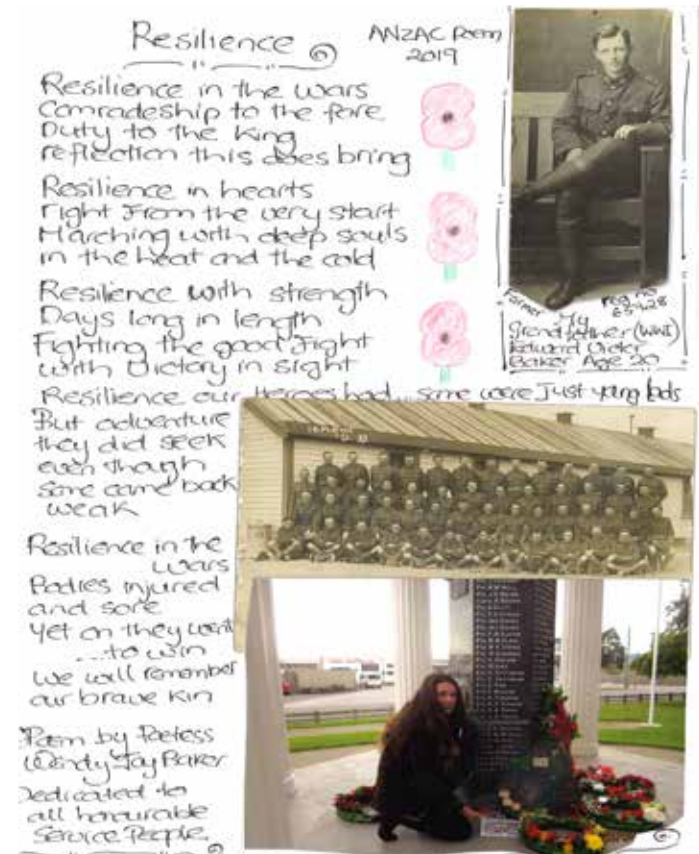 Resilience
ANZAC Poem
2019
Resilience in the wars
Comradeship to the fore
Duty to the King
reflection this does bring
Resilience in hearts
right From the very start
Marching with deep souls
in the heat and the cold
Resilience with strength
Days long in length
Fighting the good Fight
with Victory in sight
Resilience our Heroes had... some were Just young lads
But adventure
they did seek
even though
some came back
weak
Resilience in the
wars
Bodies injured
and sore
Yet on they went
....to win
we will remember
our brave Kin
Poem by Poetess
Wendy Joy Baker
Dedicated to
all honourable
Service People
Farrier
Reg no
65428
My
Grandfather (WWI)
Edward
Baker Age 20